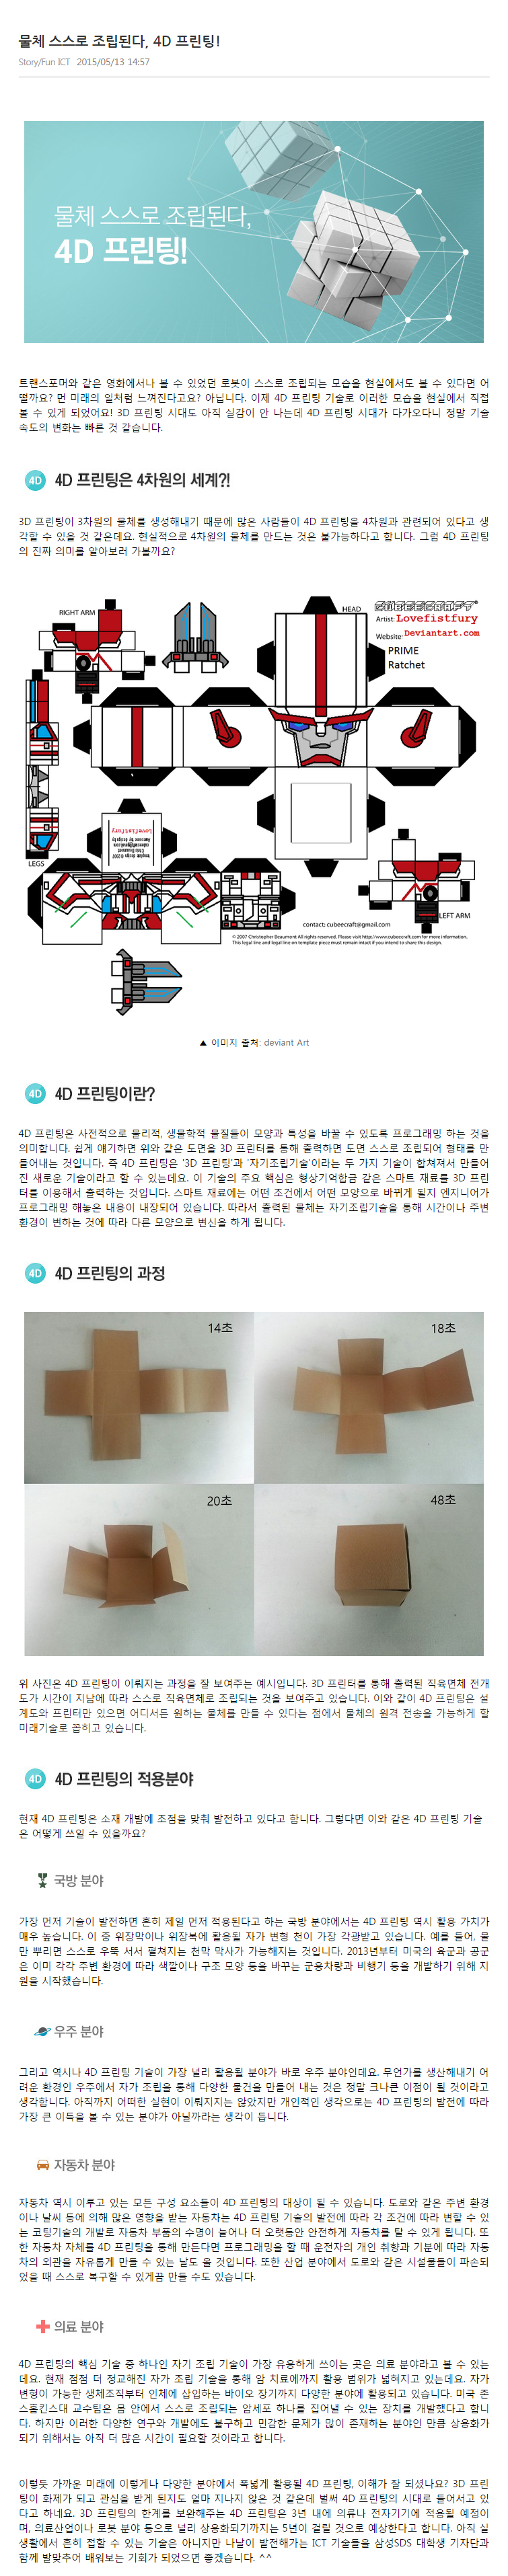 물체 스스로 조립된다, 4D 프린팅!
Story/Fun ICT 2015/05/13 14:57
물체 스스로 조립된다,
4D 프린팅!
트랜스포머와 같은 영화에서나 볼 수 있었던 로봇이 스스로 조립되는 모습을 현실에서도 볼 수 있다면 어
떨까요? 먼 미래의 일처럼 느껴진다고요? 아닙니다. 이제 4D 프린팅 기술로 이러한 모습을 현실에서 직접
볼 수 있게 되었어요! 3D 프린팅 시대도 아직 실감이 안 나는데 4D 프린팅 시대가 다가오다니 정말 기술
속도의 변화는 빠른 것 같습니다.
4D 4D 프린팅은 4차원의 세계?!
3D 프린팅이 3차원의 물체를 생성해내기 때문에 많은 사람들이 4D 프린팅을 4차원과 관련되어 있다고 생
각할 수 있을 것 같은데요. 현실적으로 4차원의 물체를 만드는 것은 불가능하다고 합니다. 그럼 4D 프린팅
의 진짜 의미를 알아보러 가볼까요?
RIGHT ARM
HEAD
CUBEECRAFT
Artist: Lovefistfury
Website: Deviantart.com
PRIME
Ratchet
LEGS
LEFT ARM
contact: cubeecraft@gmail.com
© 2007 Christopher Beaumont All rights reserved. Please visit http://www.cubeecraft.com for more information.
This legal line and legal line on template piece must remain intact if you intend to share this design.
▲ 이미지 출처: deviant Art
4D 4D 프린팅이란?
4D 프린팅은 사전적으로 물리적, 생물학적 물질들이 모양과 특성을 바꿀 수 있도록 프로그래밍 하는 것을
의미합니다. 쉽게 얘기하면 위와 같은 도면을 3D 프린터를 통해 출력하면 도면 스스로 조립되어 형태를 만
들어내는 것입니다. 즉 4D 프린팅은 '3D 프린팅'과 '자기조립기술'이라는 두 가지 기술이 합쳐져서 만들어
진 새로운 기술이라고 할 수 있는데요. 이 기술의 주요 핵심은 형상기억합금 같은 스마트 재료를 3D 프린
터를 이용해서 출력하는 것입니다. 스마트 재료에는 어떤 조건에서 어떤 모양으로 바뀌게 될지 엔지니어가
프로그래밍 해놓은 내용이 내장되어 있습니다. 따라서 출력된 물체는 자기조립기술을 통해 시간이나 주변
환경이 변하는 것에 따라 다른 모양으로 변신을 하게 됩니다.
4D 4D 프린팅의 과정
14초
18초
20초
48초
위 사진은 4D 프린팅이 이뤄지는 과정을 잘 보여주는 예시입니다. 3D 프린터를 통해 출력된 직육면체 전개
도가 시간이 지남에 따라 스스로 직육면체로 조립되는 것을 보여주고 있습니다. 이와 같이 4D 프린팅은 설
계도와 프린터만 있으면 어디서든 원하는 물체를 만들 수 있다는 점에서 물체의 원격 전송을 가능하게 할
미래기술로 꼽히고 있습니다.
4D 4D 프린팅의 적용분야
현재 4D 프린팅은 소재 개발에 초점을 맞춰 발전하고 있다고 합니다. 그렇다면 이와 같은 4D 프린팅 기술
은 어떻게 쓰일 수 있을까요?
국방 분야
가장 먼저 기술이 발전하면 흔히 제일 먼저 적용된다고 하는 국방 분야에서는 4D 프린팅 역시 활용 가치가
매우 높습니다. 이 중 위장막이나 위장복에 활용될 자가 변형 천이 가장 각광받고 있습니다. 예를 들어, 물
만 뿌리면 스스로 우뚝 서서 펼쳐지는 천막 막사가 가능해지는 것입니다. 2013년부터 미국의 육군과 공군
은 이미 각각 주변 환경에 따라 색깔이나 구조 모양 등을 바꾸는 군용차량과 비행기 등을 개발하기 위해 지
원을 시작했습니다.
우주 분야
그리고 역시나 4D 프린팅 기술이 가장 널리 활용될 분야가 바로 우주 분야인데요. 무언가를 생산해내기 어
려운 환경인 우주에서 자가 조립을 통해 다양한 물건을 만들어 내는 것은 정말 크나큰 이점이 될 것이라고
생각합니다. 아직까지 어떠한 실현이 이뤄지지는 않았지만 개인적인 생각으로는 4D 프린팅의 발전에 따라
가장 큰 이득을 볼 수 있는 분야가 아닐까라는 생각이 듭니다.
자동차 분야
자동차 역시 이루고 있는 모든 구성 요소들이 4D 프린팅의 대상이 될 수 있습니다. 도로와 같은 주변 환경
이나 날씨 등에 의해 많은 영향을 받는 자동차는 4D 프린팅 기술의 발전에 따라 각 조건에 따라 변할 수 있
는 코팅기술의 개발로 자동차 부품의 수명이 늘어나 더 오랫동안 안전하게 자동차를 탈 수 있게 됩니다. 또
한 자동차 자체를 4D 프린팅을 통해 만든다면 프로그래밍을 할 때 운전자의 개인 취향과 기분에 따라 자동
차의 외관을 자유롭게 만들 수 있는 날도 올 것입니다. 또한 산업 분야에서 도로와 같은 시설물들이 파손되
었을 때 스스로 복구할 수 있게끔 만들 수도 있습니다.
의료 분야
4D 프린팅의 핵심 기술 중 하나인 자기 조립 기술이 가장 유용하게 쓰이는 곳은 의료 분야라고 볼 수 있는
데요. 현재 점점 더 정교해진 자가 조립 기술을 통해 암 치료에까지 활용 범위가 넓혀지고 있는데요. 자가
변형이 가능한 생체조직부터 인체에 삽입하는 바이오 장기까지 다양한 분야에 활용되고 있습니다. 미국 존
스홉킨스대 교수팀은 몸 안에서 스스로 조립되는 암세포 하나를 집어낼 수 있는 장치를 개발했다고 합니
다. 하지만 이러한 다양한 연구와 개발에도 불구하고 민감한 문제가 많이 존재하는 분야인 만큼 상용화가
되기 위해서는 아직 더 많은 시간이 필요할 것이라고 합니다.
이렇듯 가까운 미래에 이렇게나 다양한 분야에서 폭넓게 활용될 4D 프린팅, 이해가 잘 되셨나요? 3D 프린
팅이 화제가 되고 관심을 받게 된지도 얼마 지나지 않은 것 같은데 벌써 4D 프린팅의 시대로 들어서고 있
다고 하네요. 3D 프린팅의 한계를 보완해주는 4D 프린팅은 3년 내에 의류나 전자기기에 적용될 예정이
며, 의료산업이나 로봇 분야 등으로 널리 상용화되기까지는 5년이 걸릴 것으로 예상한다고 합니다. 아직 실
생활에서 흔히 접할 수 있는 기술은 아니지만 나날이 발전해가는 ICT 기술들을 삼성SDS 대학생 기자단과
함께 발맞추어 배워보는 기회가 되었으면 좋겠습니다. ^^